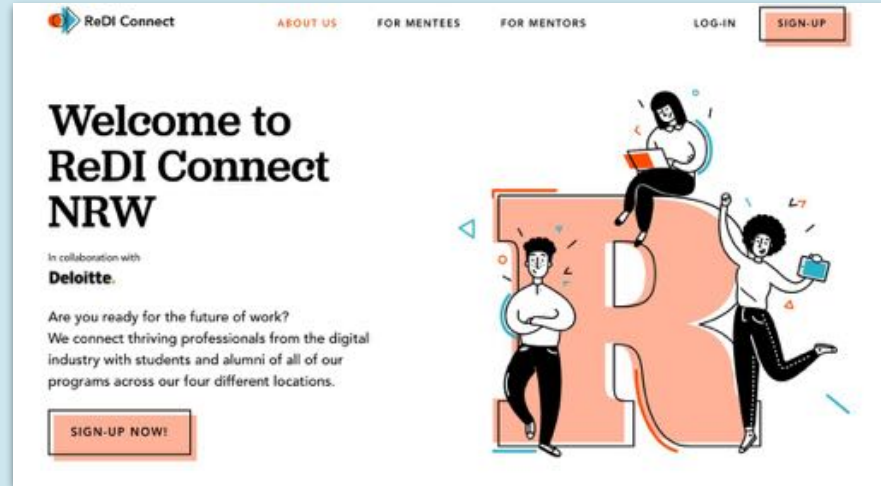 ReDI Connect
ABOUT US
FOR MENTEES
FOR MENTORS
LOG-IN
SIGN-UP
Welcome to
ReDI Connect
NRW
In collaboration with
Deloitte.
Are you ready for the future of work?
We connect thriving professionals from the digital
industry with students and alumni of all of our
programs across our four different locations.
SIGN-UP NOW!
R